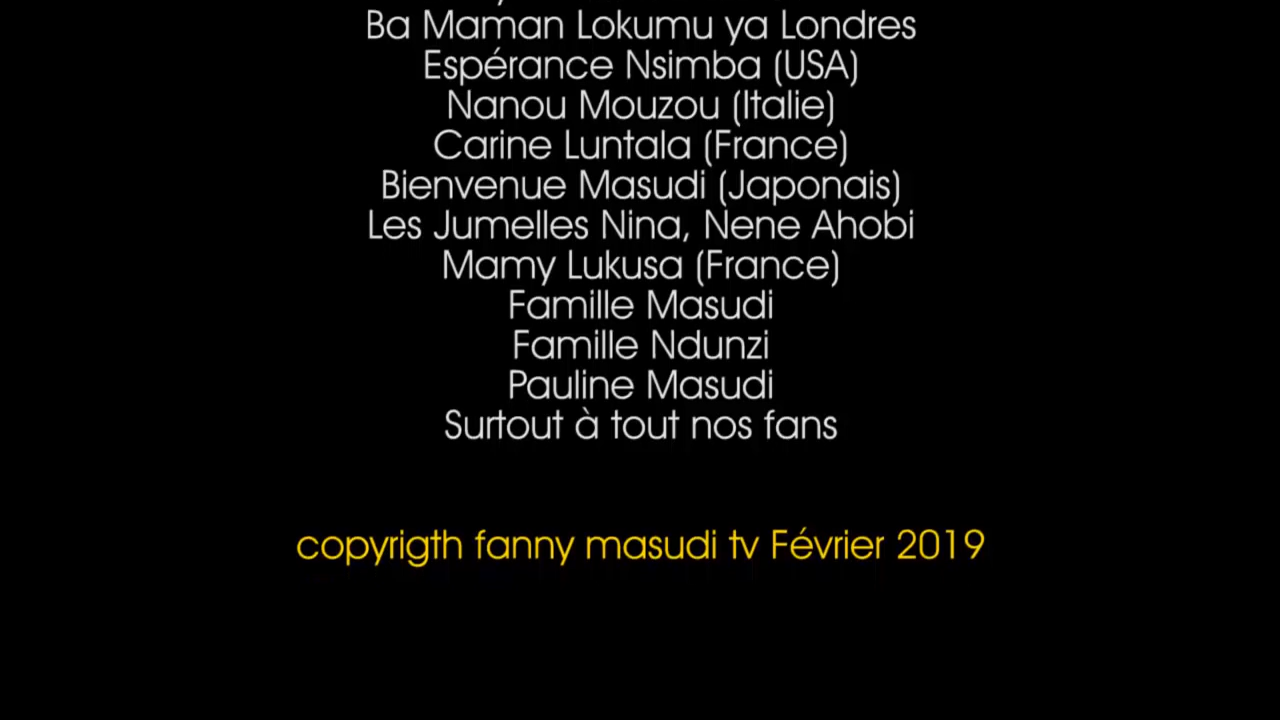 Ba Maman Lokumu ya Londres
Espérance Nsimba (USA)
Nanou Mouzou (Italie)
Carine Luntala (France)
Bienvenue Masudi (Japonais)
Les Jumelles Nina, Nene Ahobi
Mamy Lukusa (France)
Famille Masudi
Famille Ndunzi
Pauline Masudi
Surtout à tout nos fans
copyrigth fanny masudi tv Février 2019